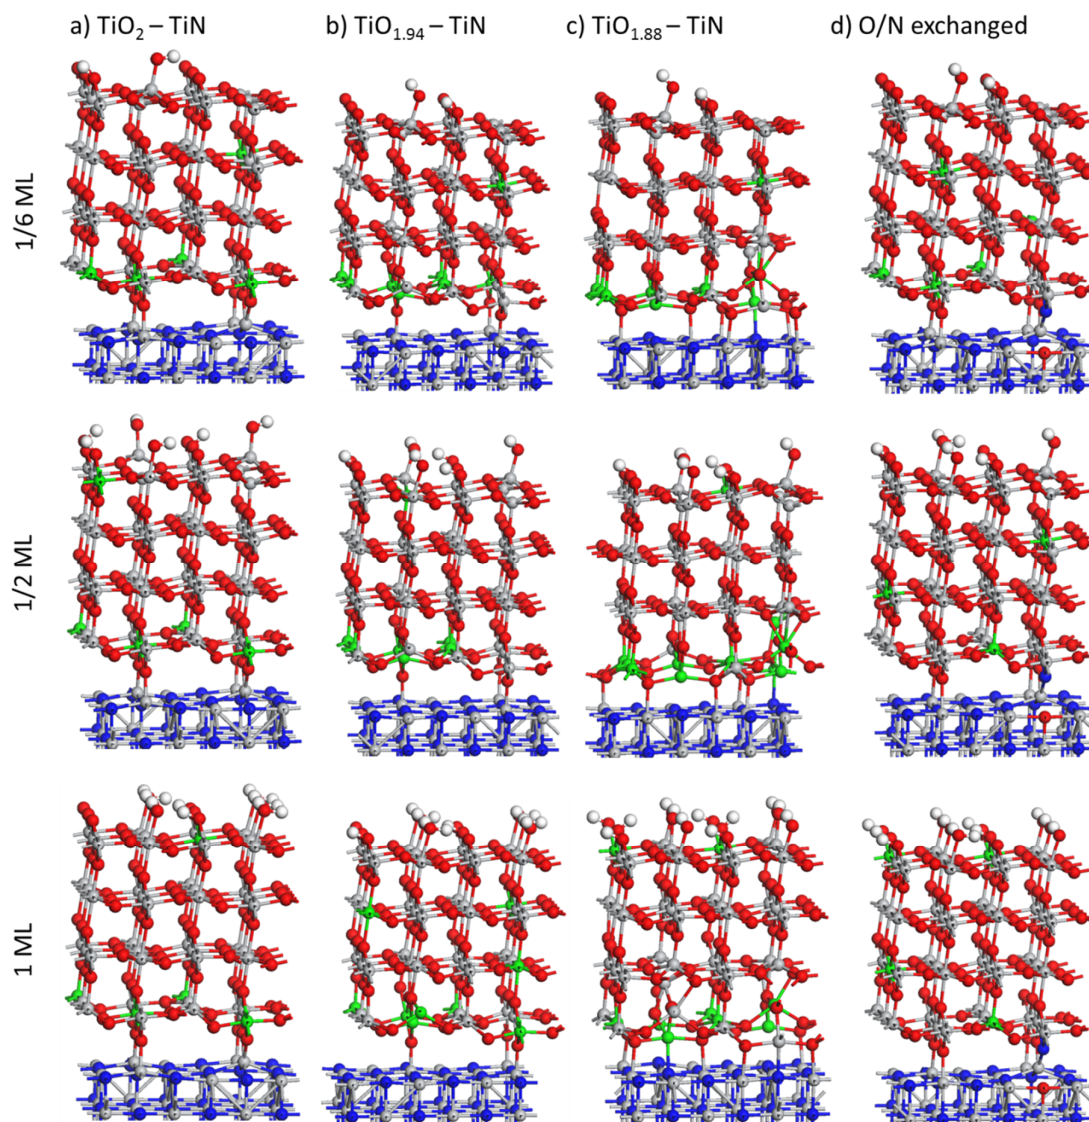 a) TiO₂ – TiN
b) TiO₁.₉₄ – TiN
c) TiO₁.₈₈ – TiN
d) O/N exchanged
1/6 ML
1/2 ML
1 ML